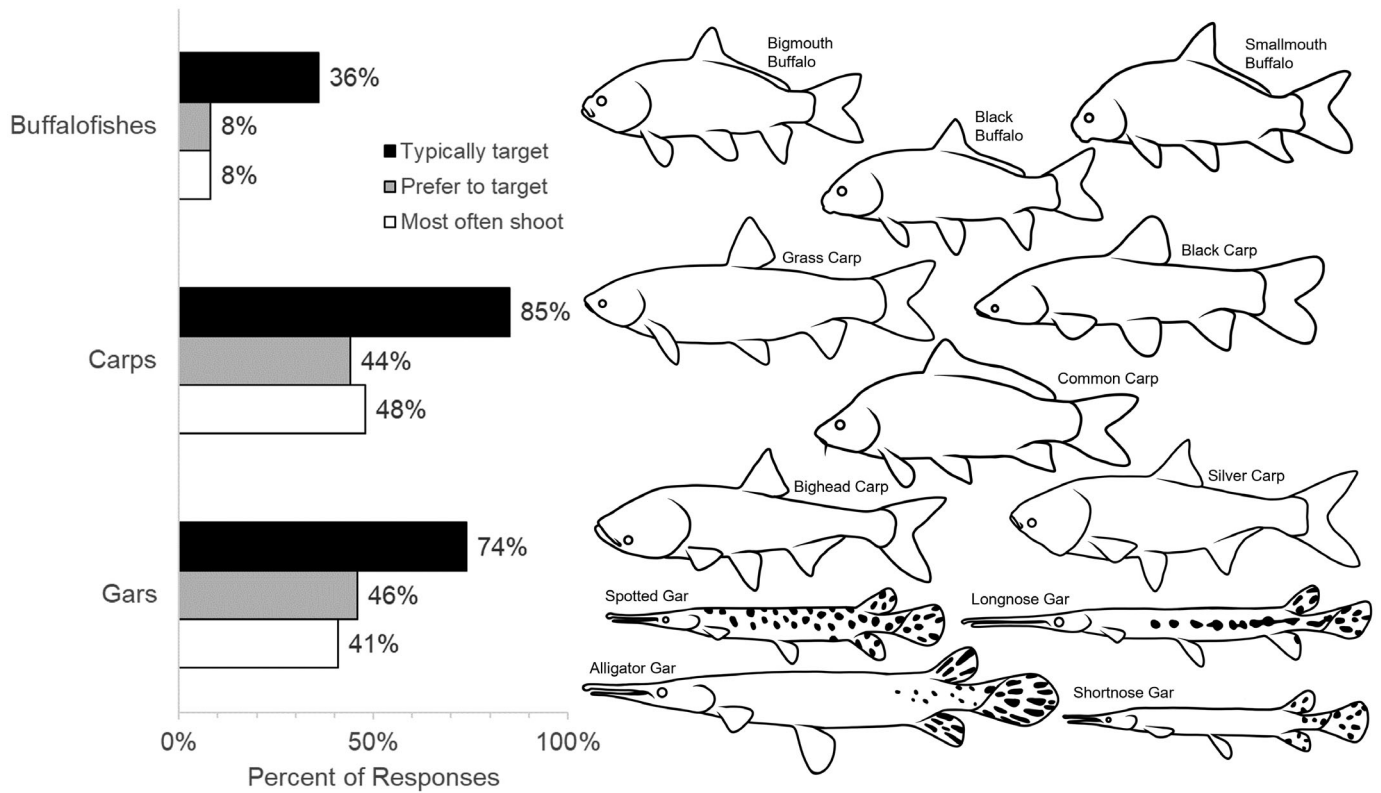 Buffalofishes
36%
8%
8%
Typically target
Prefer to target
Most often shoot
Carps
85%
44%
48%
Gars
74%
46%
41%
0%
50%
100%
Percent of Responses
Bigmouth
Buffalo
Smallmouth
Buffalo
Black
Buffalo
Grass Carp
Black Carp
Common Carp
Bighead Carp
Silver Carp
Spotted Gar
Longnose Gar
Alligator Gar
Shortnose Gar